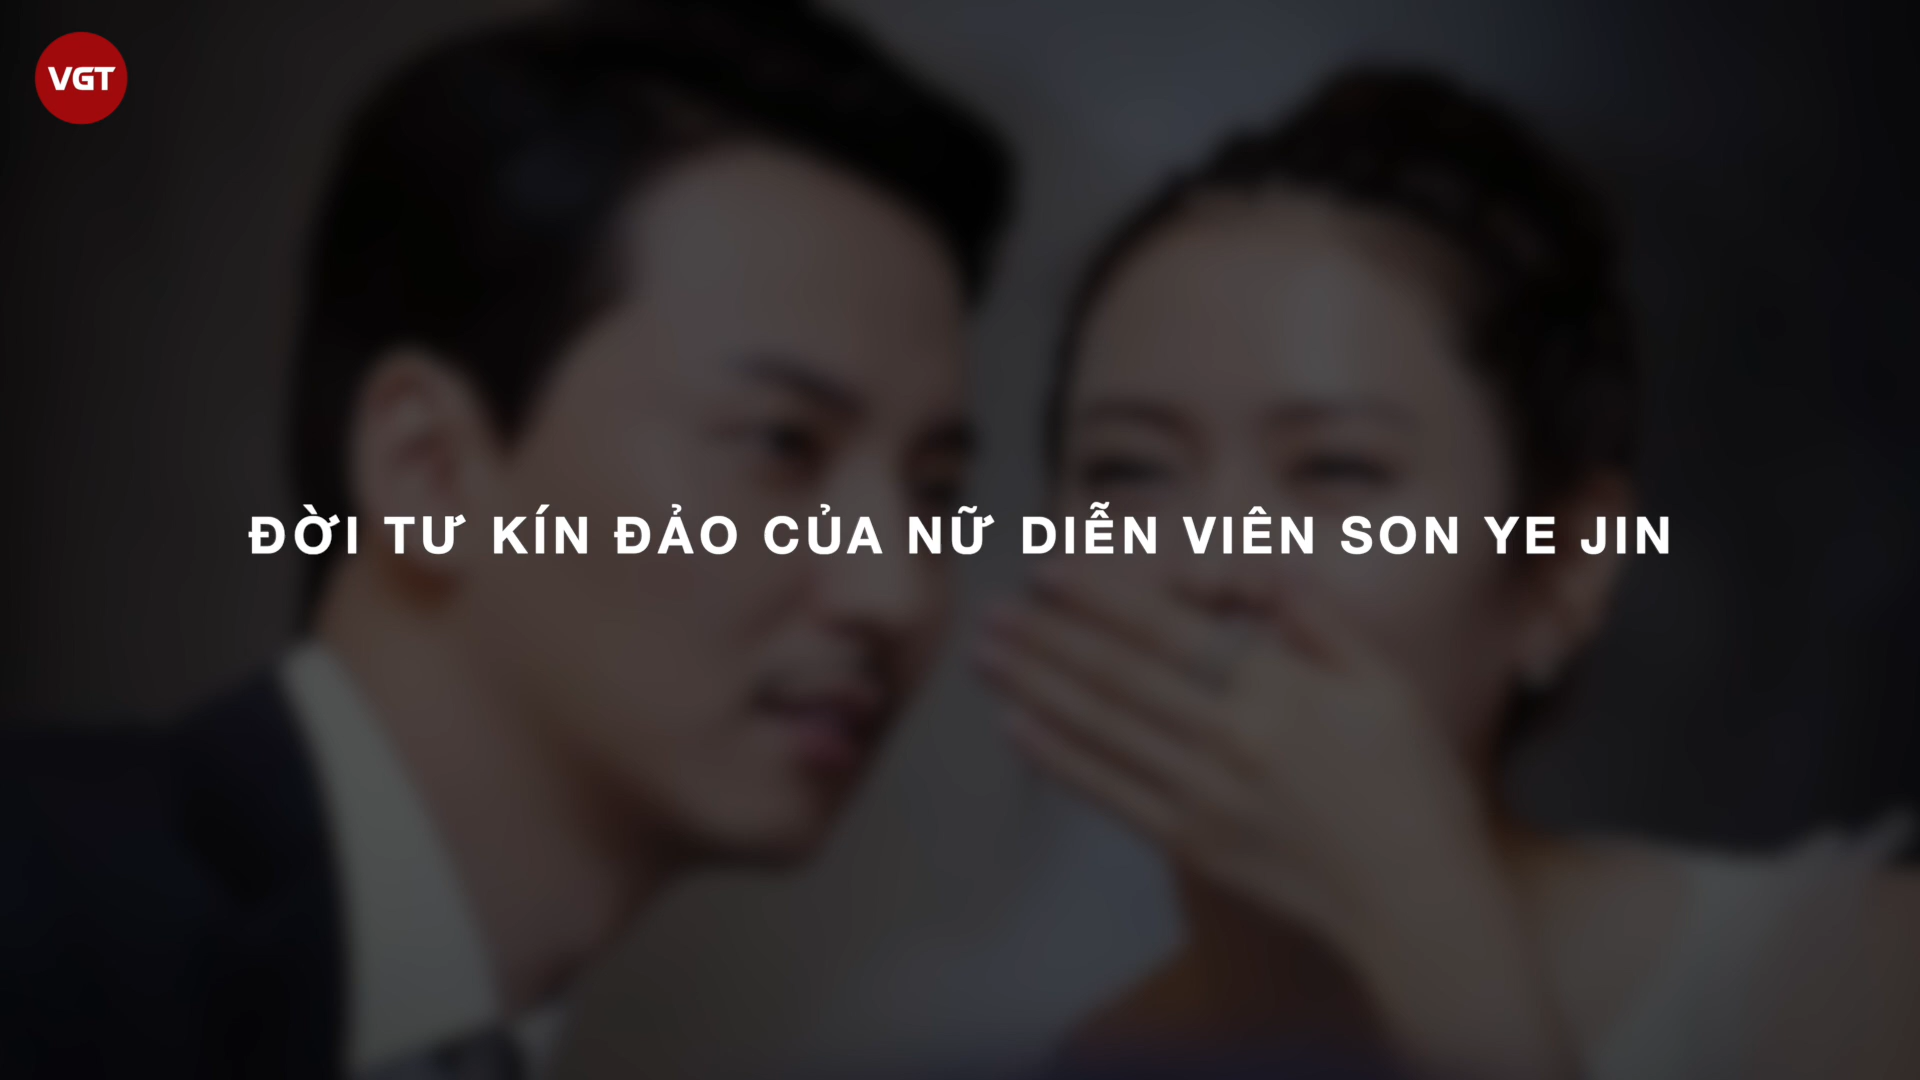 VGT
ĐỜI TƯ KÍN ĐẢO CỦA NỮ DIỄN VIÊN SON YE JIN